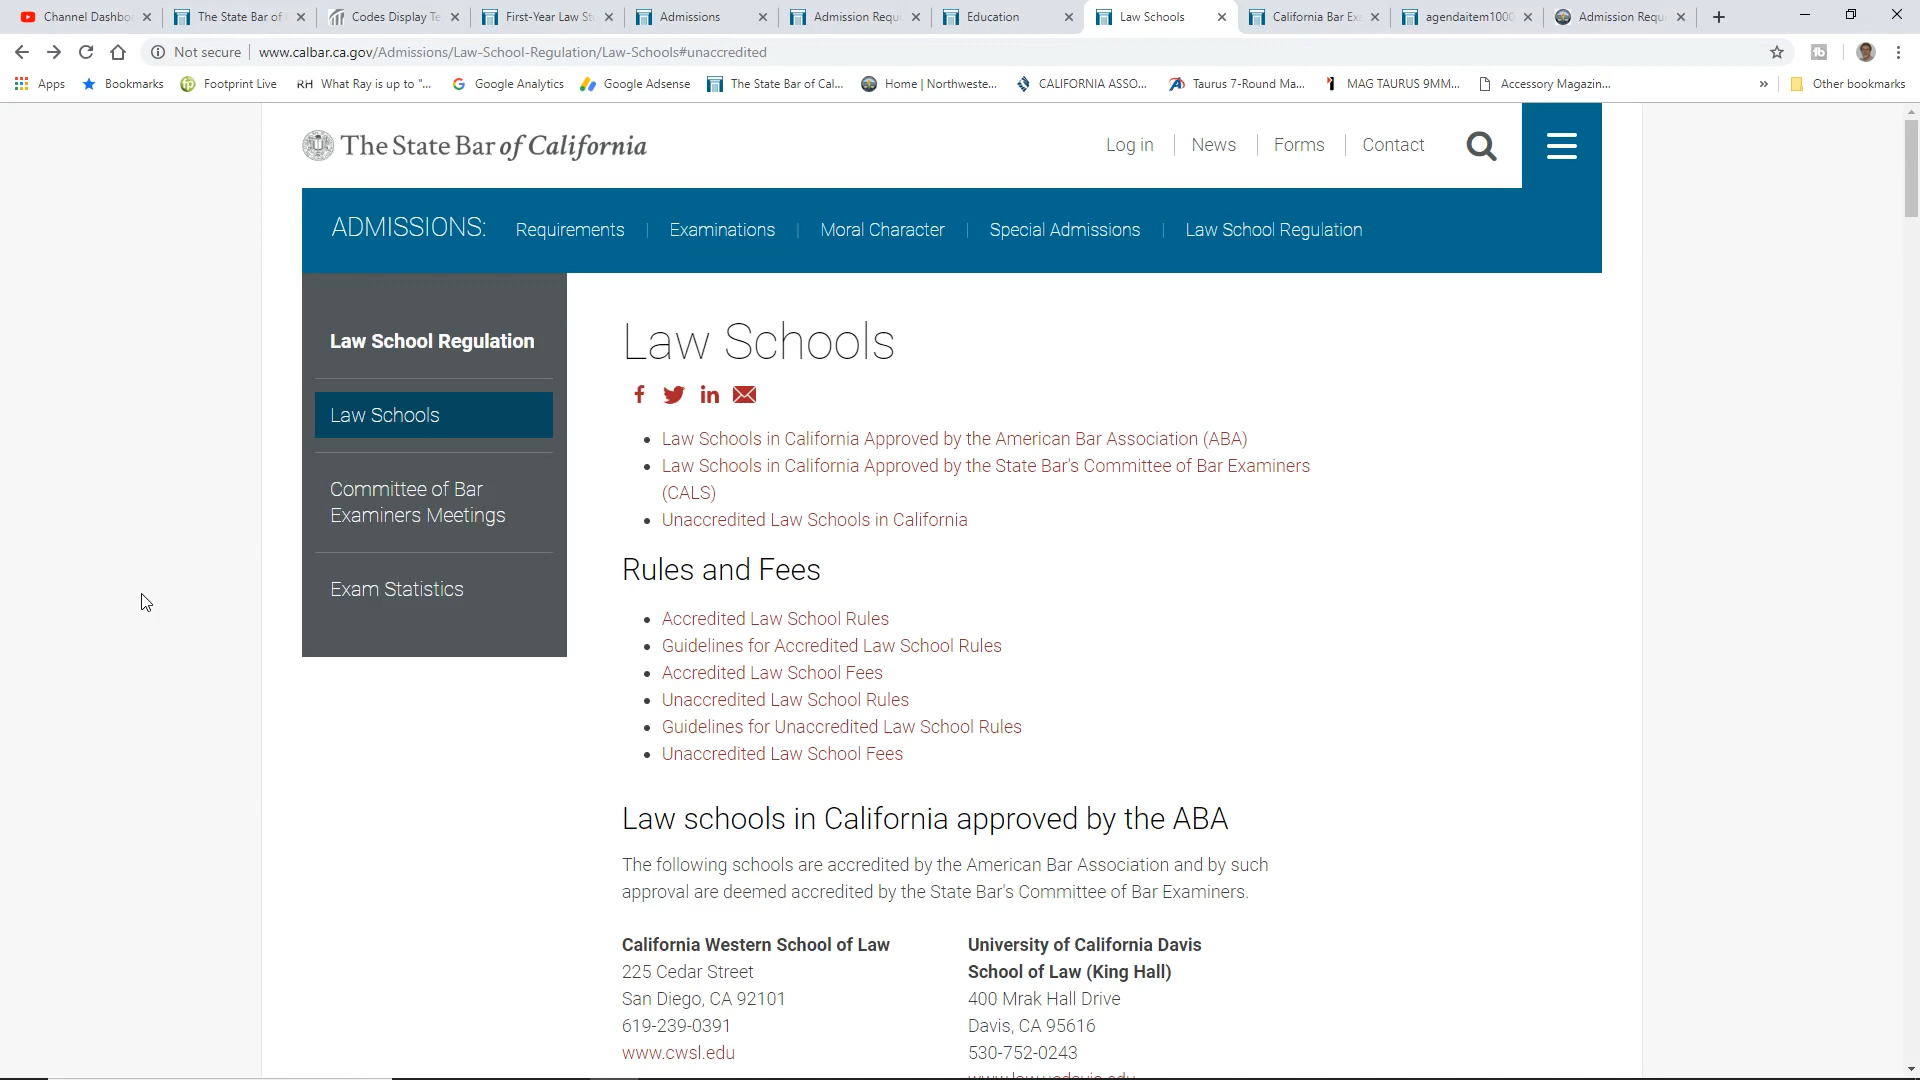 Channel Dashbo
The State Bar of
Codes Display Te
First-Year Law St
Admissions
Admission Requ
Education
Law Schools
California Bar Ex
agendaitem1000
Admission Requ
Not secure
www.calbar.ca.gov/Admissions/Law-School-Regulation/Law-Schools#unaccredited
Apps
Bookmarks
Footprint Live
RH What Ray is up to "...
Google Analytics
Google Adsense
The State Bar of Cal...
Home | Northweste...
CALIFORNIA ASSO...
Taurus 7-Round Ma...
MAG TAURUS 9MM...
Accessory Magazin...
»
Other bookmarks
The State Bar of California
Log in
News
Forms
Contact
ADMISSIONS:
Requirements
Examinations
Moral Character
Special Admissions
Law School Regulation
Law School Regulation
Law Schools
Committee of Bar
Examiners Meetings
Exam Statistics
Law Schools
• Law Schools in California Approved by the American Bar Association (ABA)
• Law Schools in California Approved by the State Bar's Committee of Bar Examiners
(CALS)
• Unaccredited Law Schools in California
Rules and Fees
• Accredited Law School Rules
• Guidelines for Accredited Law School Rules
• Accredited Law School Fees
• Unaccredited Law School Rules
• Guidelines for Unaccredited Law School Rules
• Unaccredited Law School Fees
Law schools in California approved by the ABA
The following schools are accredited by the American Bar Association and by such
approval are deemed accredited by the State Bar's Committee of Bar Examiners.
California Western School of Law
225 Cedar Street
San Diego, CA 92101
619-239-0391
www.cwsl.edu
University of California Davis
School of Law (King Hall)
400 Mrak Hall Drive
Davis, CA 95616
530-752-0243